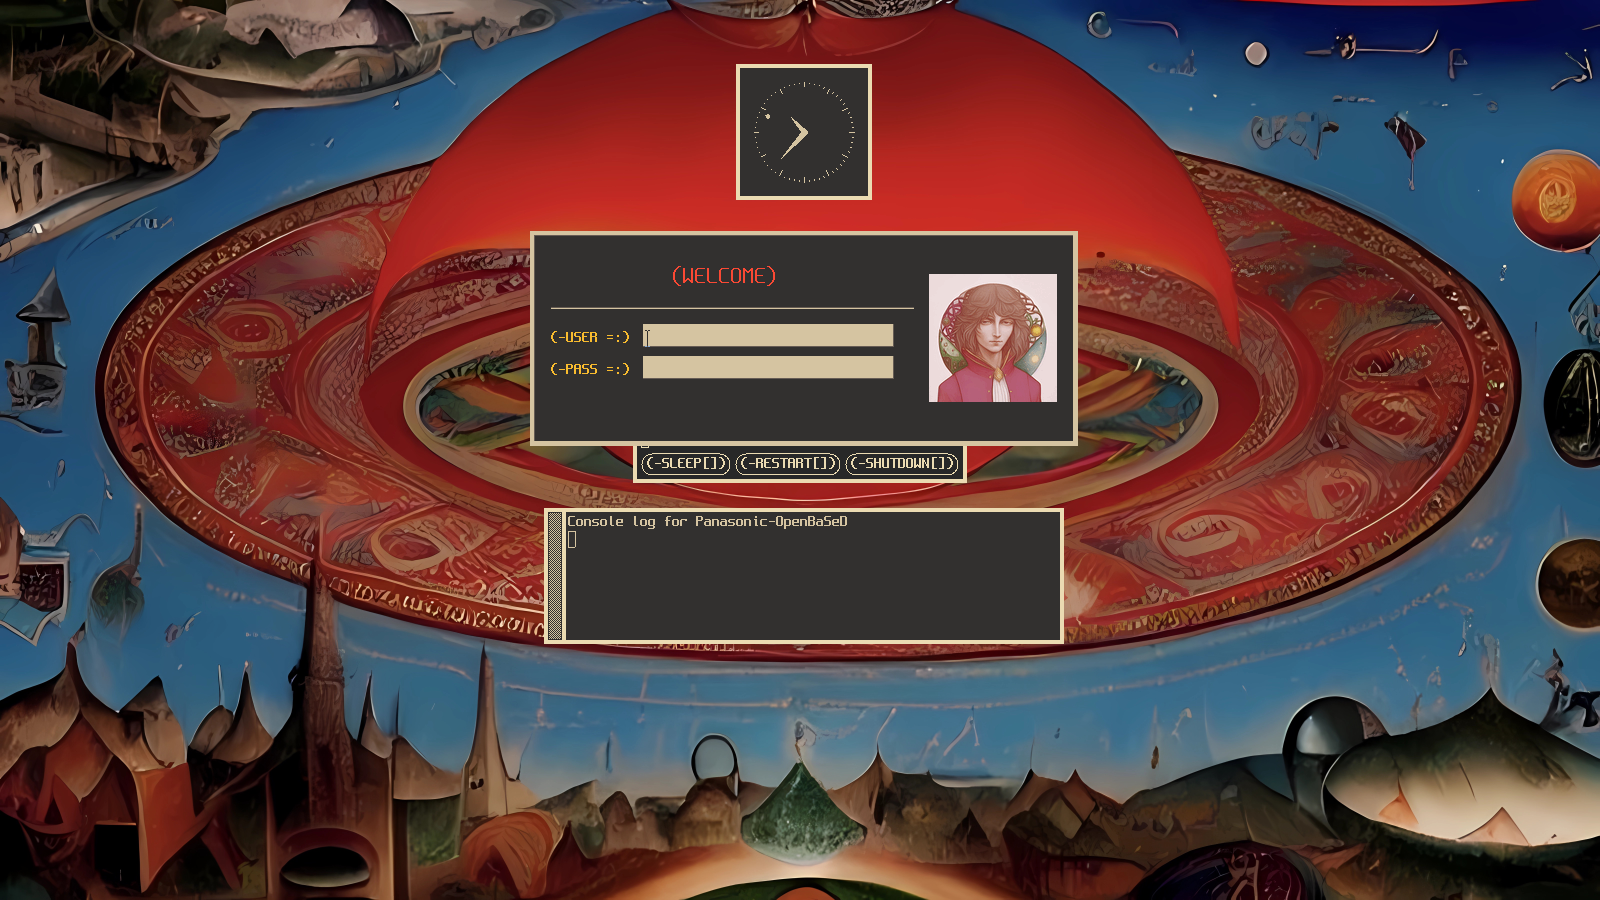 (WELCOME)
(-USER =:)
(-PASS =:)
(-SLEEP[]) (-RESTART[]) (-SHUTDOWN[])
Console log for Panasonic-OpenBaSeD